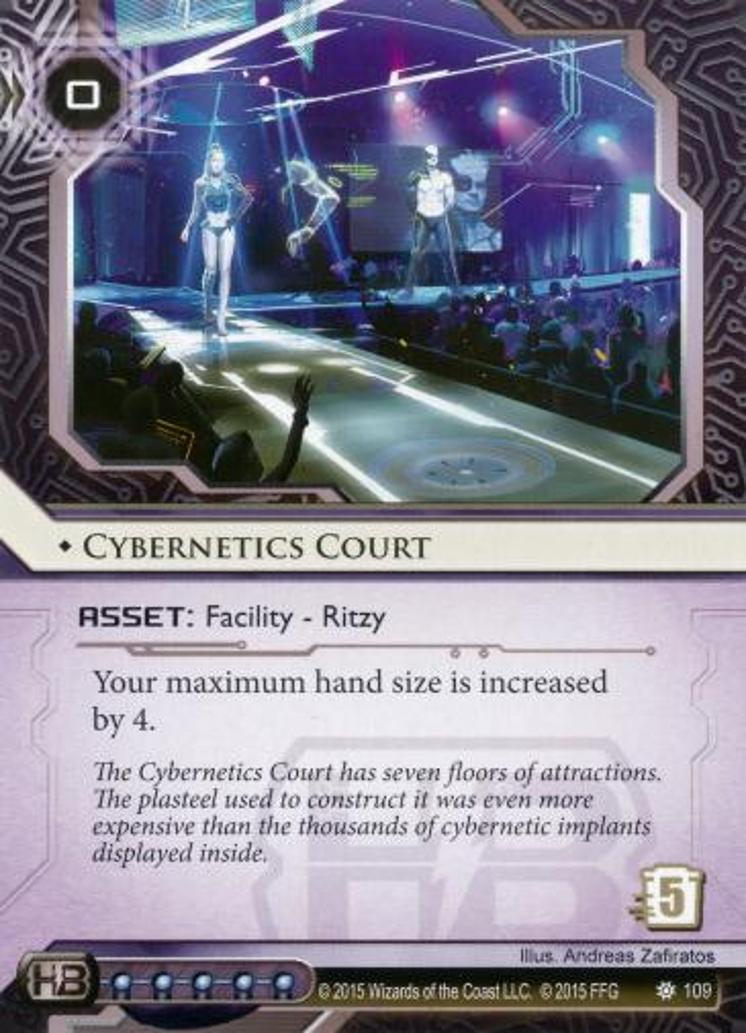 0
◆ CYBERNETICS COURT
ASSET: Facility - Ritzy
Your maximum hand size is increased
by 4.
The Cybernetics Court has seven floors of attractions.
The plasteel used to construct it was even more
expensive than the thousands of cybernetic implants
displayed inside.
5
Illus. Andreas Zafiratos
HB
© 2015 Wizards of the Coast LLC. © 2015 FFG 109